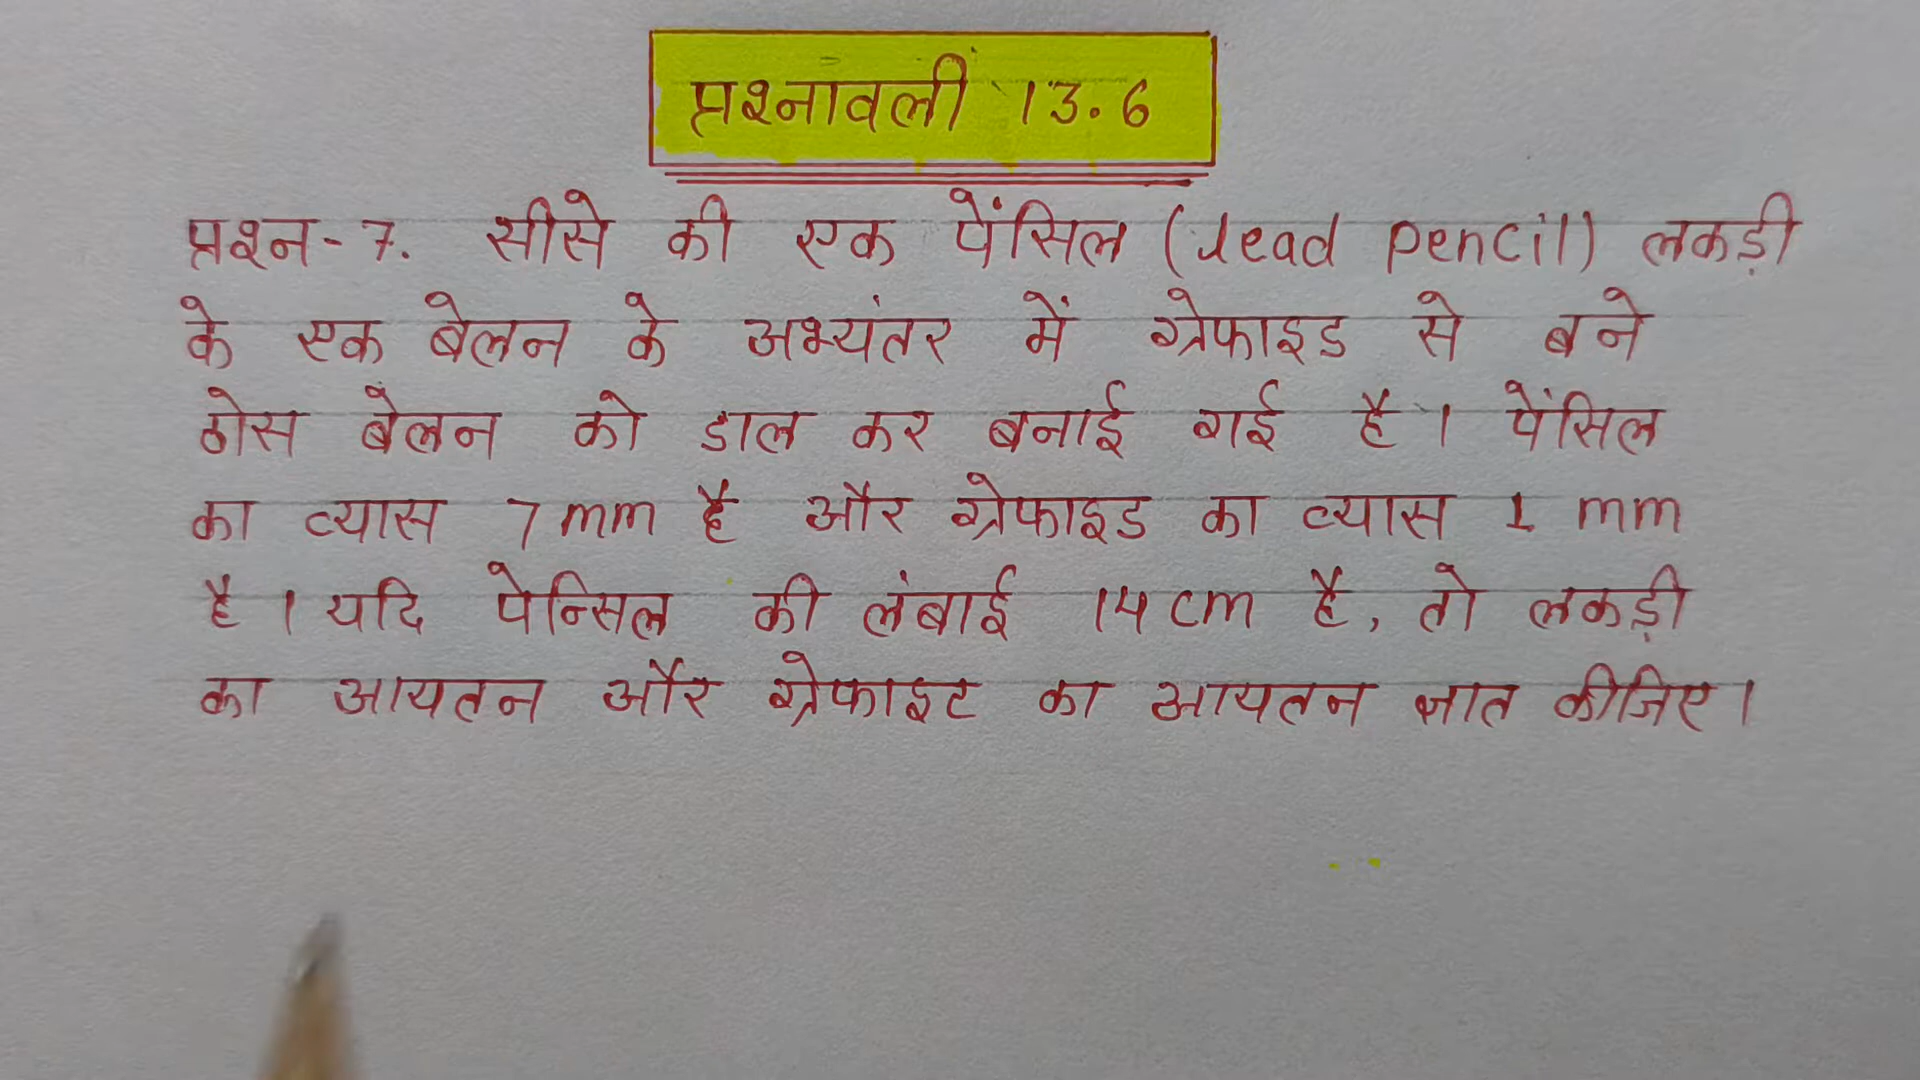 प्रश्नावली 13.6
प्रश्न-7. सीसे की एक पेंसिल (lead pencil) लकड़ी
के एक बेलन के अभ्यंतर में ग्रेफाइड से बने
ठोस बेलन को डाल कर बनाई गई है। पेंसिल
का व्यास 7 mm है और ग्रेफाइड का व्यास 1 mm
है। यदि पेन्सिल की लंबाई 14 cm है, तो लकड़ी
का आयतन और ग्रेफाइट का आयतन ज्ञात कीजिए।